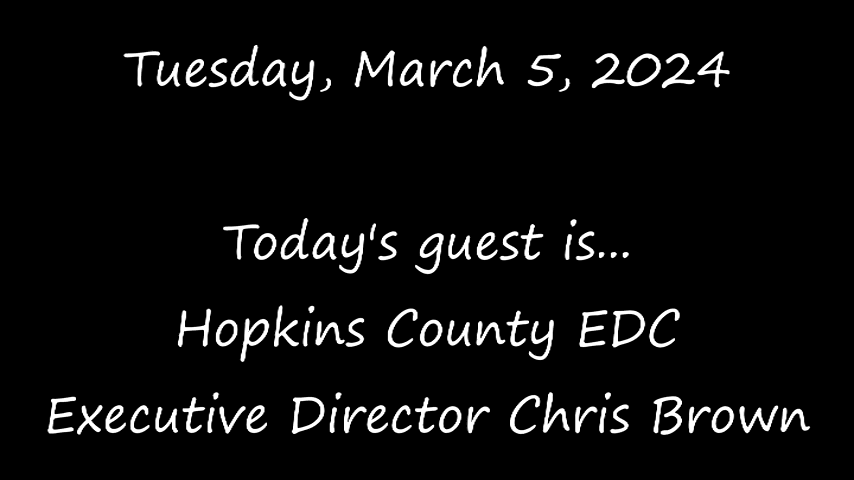 Tuesday, March 5, 2024
Today's guest is...
Hopkins County EDC
Executive Director Chris Brown